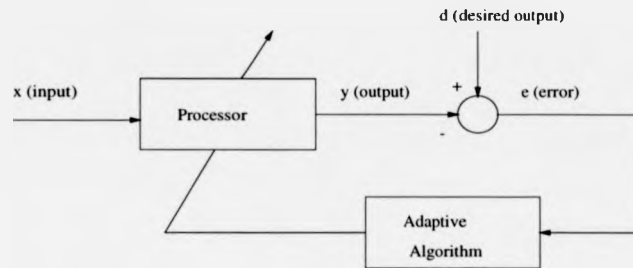 d (desired output)
x (input)
Processor
y (output)
+
-
e (error)
Adaptive
Algorithm